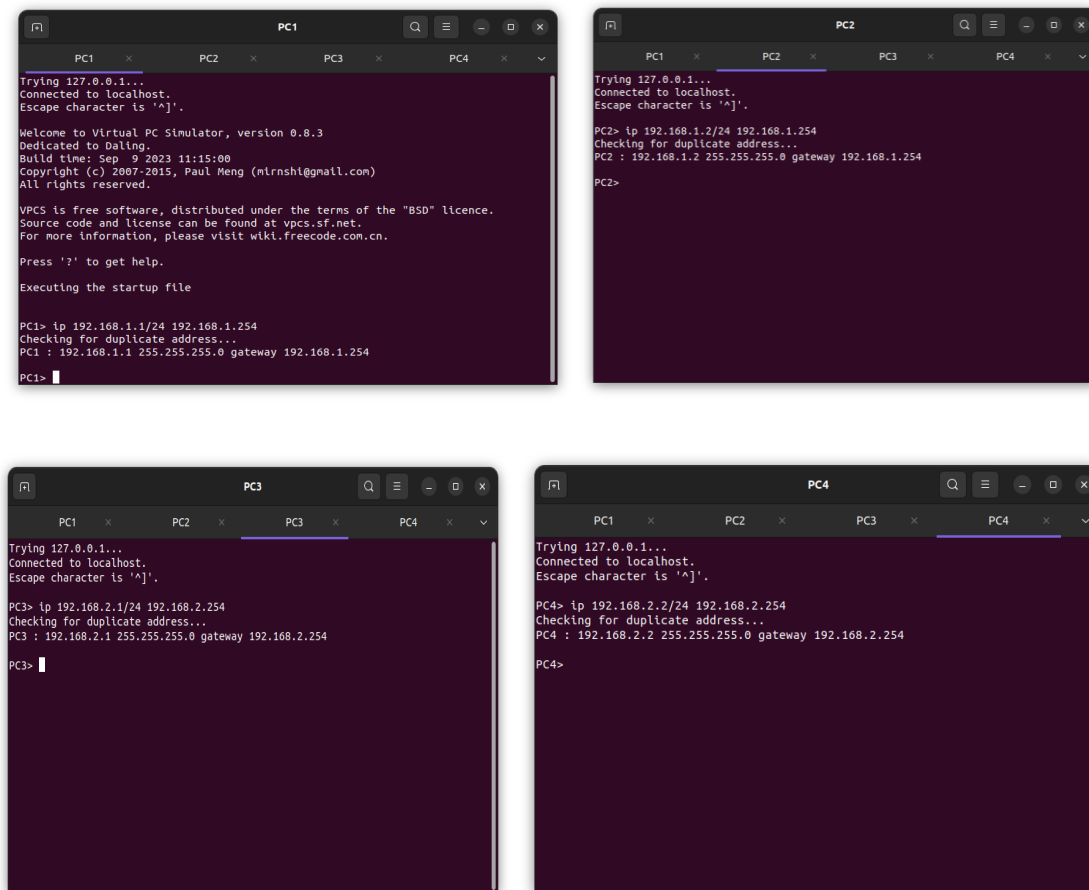 PC1
PC1 PC2 PC3 PC4
Trying 127.0.0.1...
Connected to localhost.
Escape character is '^]'.
Welcome to Virtual PC Simulator, version 0.8.3
Dedicated to Daling.
Build time: Sep  9 2023 11:15:00
Copyright (c) 2007-2015, Paul Meng (mirnshi@gmail.com)
All rights reserved.
VPCS is free software, distributed under the terms of the "BSD" licence.
Source code and license can be found at vpcs.sf.net.
For more information, please visit wiki.freecode.com.cn.
Press '?' to get help.
Executing the startup file
PC1> ip 192.168.1.1/24 192.168.1.254
Checking for duplicate address...
PC1 : 192.168.1.1 255.255.255.0 gateway 192.168.1.254
PC1>
PC2
PC1 PC2 PC3 PC4
Trying 127.0.0.1...
Connected to localhost.
Escape character is '^]'.
PC2> ip 192.168.1.2/24 192.168.1.254
Checking for duplicate address...
PC2 : 192.168.1.2 255.255.255.0 gateway 192.168.1.254
PC2>
PC3
PC1 PC2 PC3 PC4
Trying 127.0.0.1...
Connected to localhost.
Escape character is '^]'.
PC3> ip 192.168.2.1/24 192.168.2.254
Checking for duplicate address...
PC3 : 192.168.2.1 255.255.255.0 gateway 192.168.2.254
PC3>
PC4
PC1 PC2 PC3 PC4
Trying 127.0.0.1...
Connected to localhost.
Escape character is '^]'.
PC4> ip 192.168.2.2/24 192.168.2.254
Checking for duplicate address...
PC4 : 192.168.2.2 255.255.255.0 gateway 192.168.2.254
PC4>